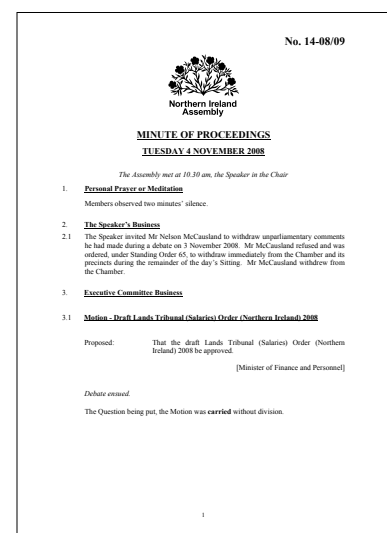 No. 14-08/09
Northern Ireland
Assembly
MINUTE OF PROCEEDINGS
TUESDAY 4 NOVEMBER 2008
The Assembly met at 10.30 am, the Speaker in the Chair
1. Personal Prayer or Meditation
Members observed two minutes' silence.
2. The Speaker's Business
2.1 The Speaker invited Mr Nelson McCausland to withdraw unparliamentary comments
he had made during a debate on 3 November 2008. Mr McCausland refused and was
ordered, under Standing Order 65, to withdraw immediately from the Chamber and its
precincts during the remainder of the day's Sitting. Mr McCausland withdrew from
the Chamber.
3. Executive Committee Business
3.1 Motion - Draft Lands Tribunal (Salaries) Order (Northern Ireland) 2008
Proposed: That the draft Lands Tribunal (Salaries) Order (Northern
Ireland) 2008 be approved.
[Minister of Finance and Personnel]
Debate ensued.
The Question being put, the Motion was carried without division.
1